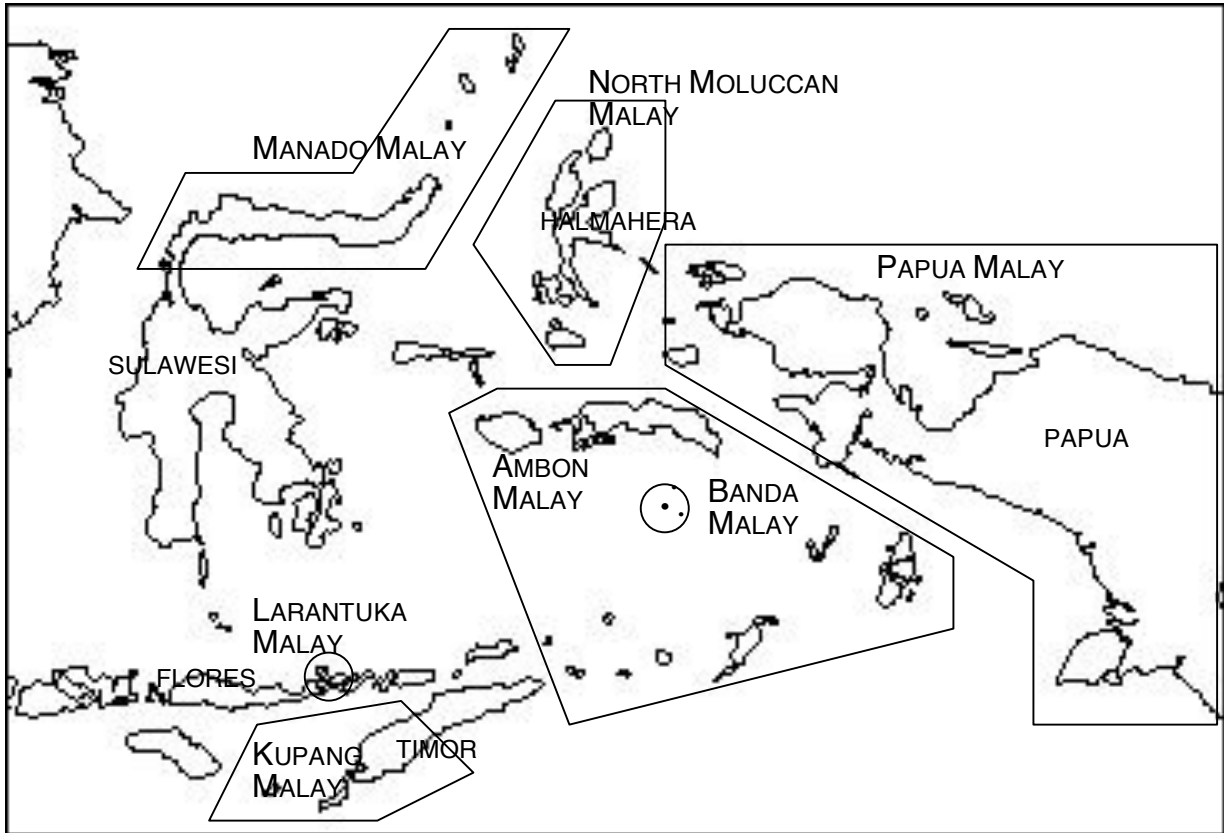 NORTH MOLUCCAN
MALAY
MANADO MALAY
HALMAHERA
PAPUA MALAY
SULAWESI
PAPUA
AMBON
MALAY
BANDA
MALAY
LARANTUKA
MALAY
FLORES
KUPANG
MALAY
TIMOR